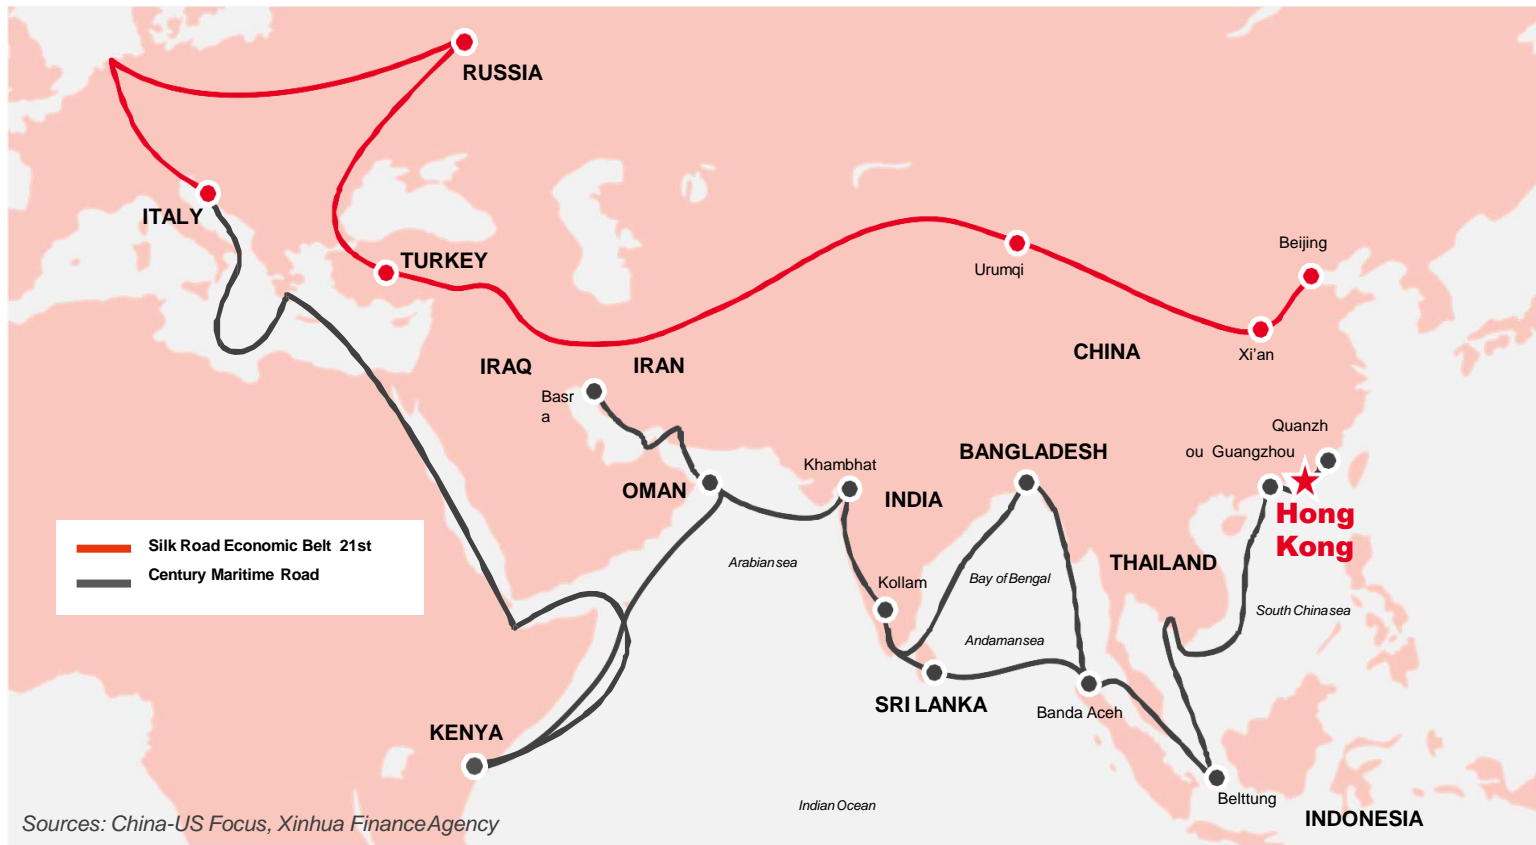 RUSSIA
ITALY
TURKEY
Urumqi
Beijing
IRAQ
IRAN
CHINA
Xi'an
Basr
a
Quanzh
ou Guangzhou
Khambhat
BANGLADESH
OMAN
INDIA
Hong
Kong
Silk Road Economic Belt 21st
Century Maritime Road
Arabian sea
Bay of Bengal
THAILAND
Kollam
South China sea
Andaman sea
SRI LANKA
Banda Aceh
KENYA
Belttung
Indian Ocean
INDONESIA
Sources: China-US Focus, Xinhua Finance Agency